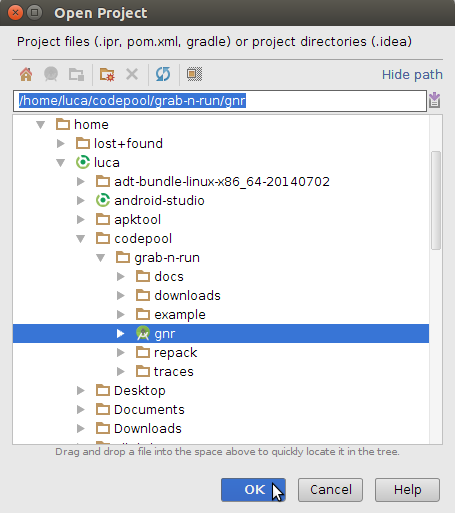 Open Project
Project files (.ipr, pom.xml, gradle) or project directories (.idea)
Hide path
/home/luca/codepool/grab-n-run/gnr
home
lost+found
luca
adt-bundle-linux-x86_64-20140702
android-studio
apktool
codepool
grab-n-run
docs
downloads
example
gnr
repack
traces
Desktop
Documents
Downloads
Drag and drop a file into the space above to quickly locate it in the tree.
OK Cancel Help